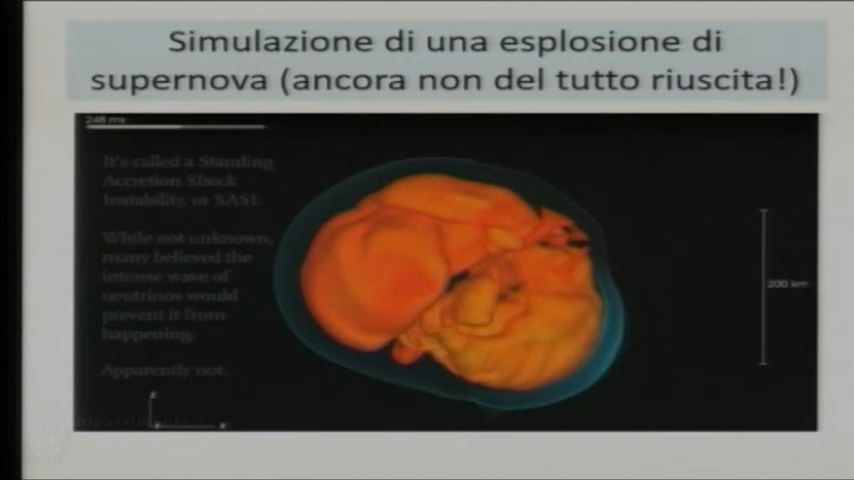 Simulazione di una esplosione di
supernova (ancora non del tutto riuscita!)
248 ms
It's called a Standing
Accretion Shock
Instability, or SASI.
While not unknown,
many believed the
intense wave of
neutrinos would
prevent it from
happening.
Apparently not.
200 km
z
x